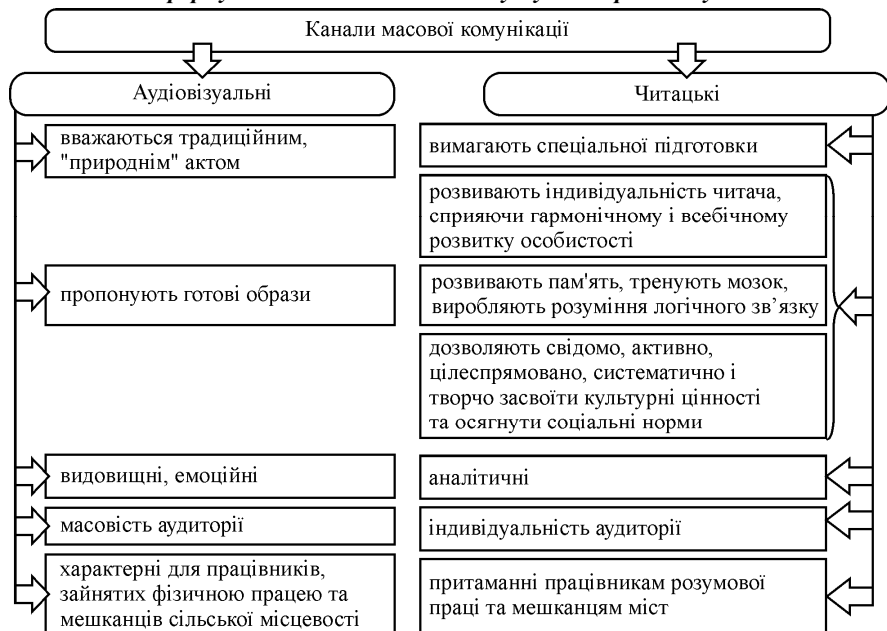 Канали масової комунікації
Аудіовізуальні
Читацькі
вважаються традиційним,
"природнім" актом
вимагають спеціальної підготовки
розвивають індивідуальність читача,
сприяючи гармонічному і всебічному
розвитку особистості
пропонують готові образи
розвивають пам'ять, тренують мозок,
виробляють розуміння логічного зв’язку
дозволяють свідомо, активно,
цілеспрямовано, систематично і
творчо засвоїти культурні цінності
та осягнути соціальні норми
видовищні, емоційні
аналітичні
масовість аудиторії
індивідуальність аудиторії
характерні для працівників,
зайнятих фізичною працею та
мешканців сільської місцевості
притаманні працівникам розумової
праці та мешканцям міст